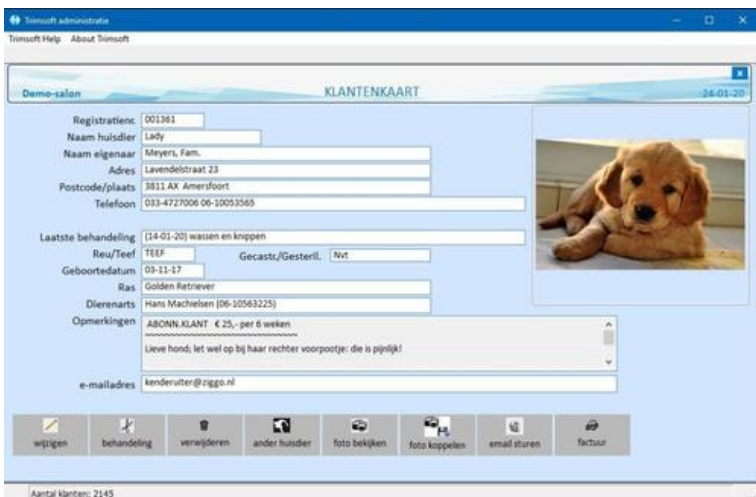 Trimsoft administratie
Trimsoft Help About Trimsoft
Demo-salon KLANTENKAART 24-01-20
Registratienr. 001361
Naam huisdier Lady
Naam eigenaar Meyers, Fam.
Adres Lavendelstraat 23
Postcode/plaats 3811 AX Amersfoort
Telefoon 033-4727006 06-10053565
Laatste behandeling (14-01-20) wassen en knippen
Reu/Teef TEEF Gecastr./Gesteril. Nvt
Geboortedatum 03-11-17
Ras Golden Retriever
Dierenarts Hans Machielsen (06-10563225)
Opmerkingen ABONN.KLANT € 25,- per 6 weken
~~~~~~~~~~~~~~~~~~~~~~~~
Lieve hond; let wel op bij haar rechter voorpootje: die is pijnlijk!
e-mailadres kenderuiter@ziggo.nl
wijzigen behandeling verwijderen ander huisdier foto bekijken foto koppelen email sturen factuur
Aantal klanten: 2145